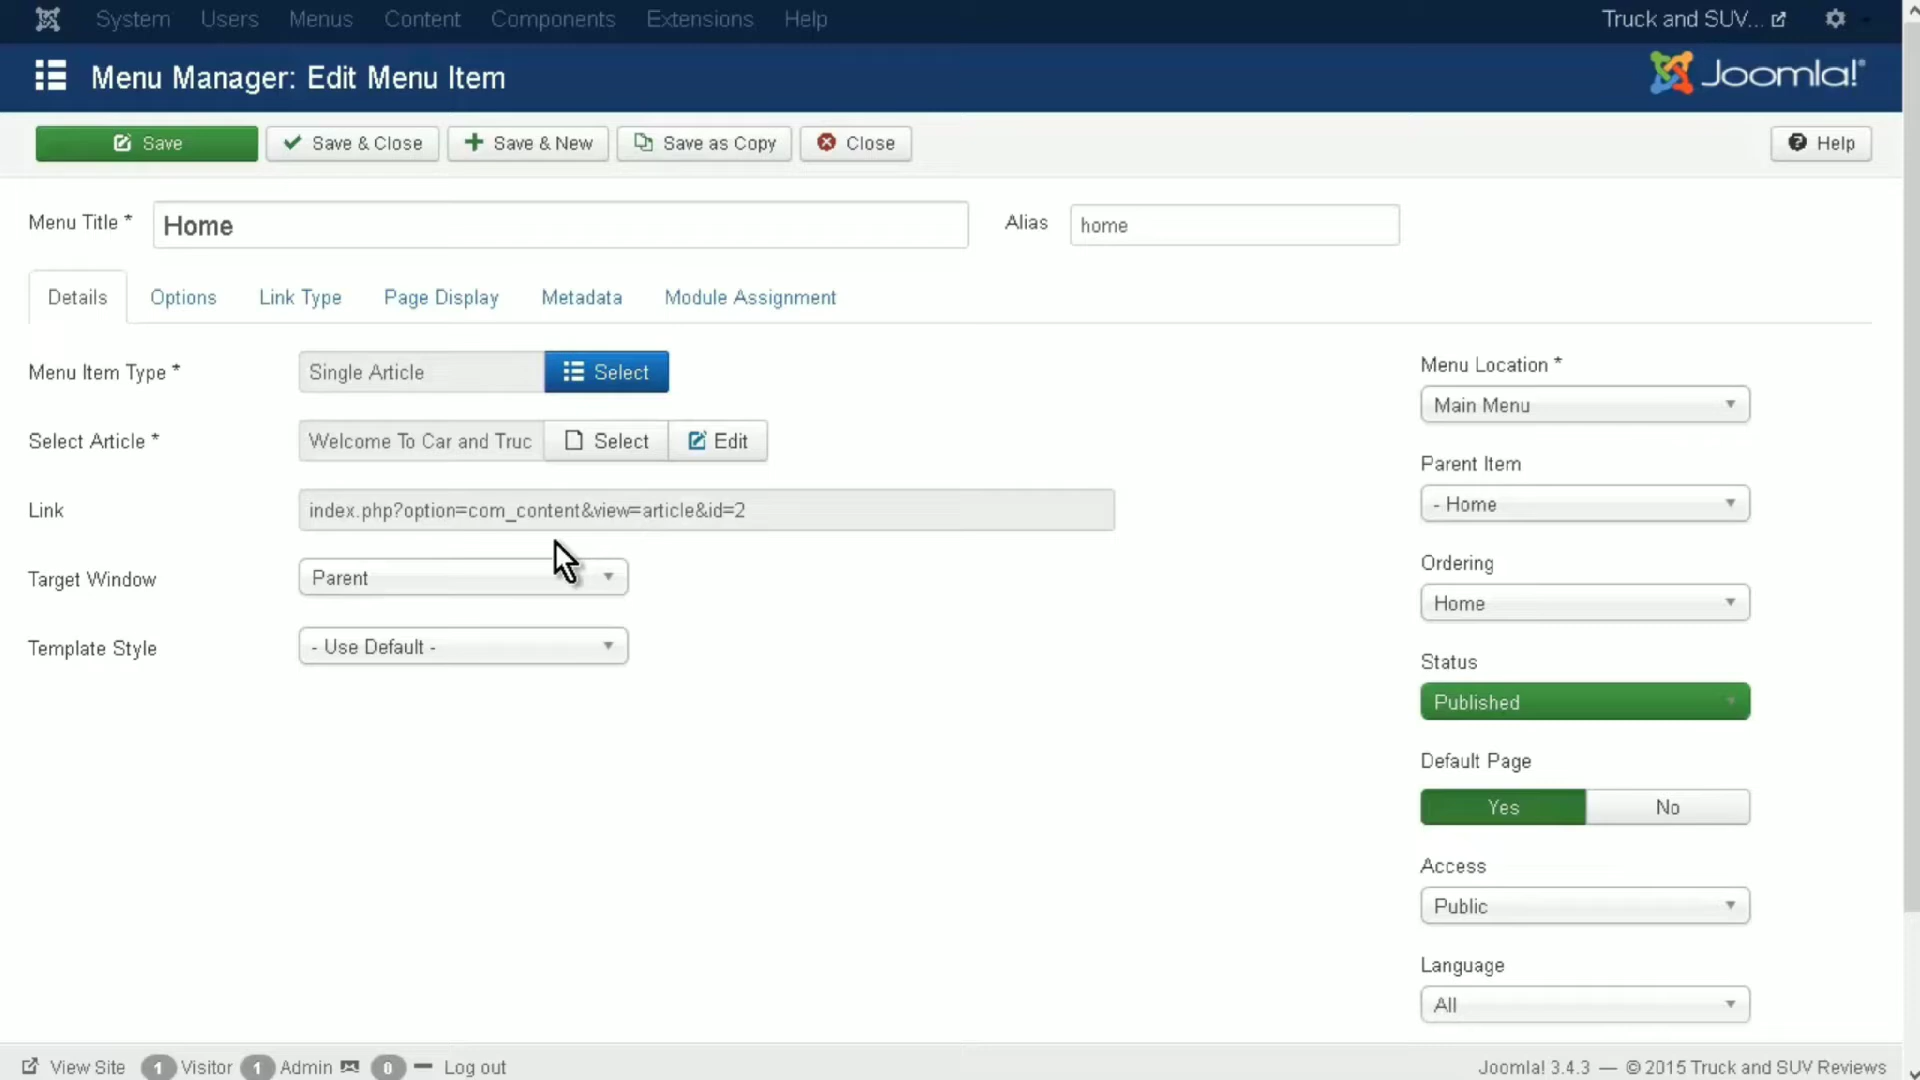 System Users Menus Content Components Extensions Help Truck and SUV...
Menu Manager: Edit Menu Item Joomla!®
Save Save & Close Save & New Save as Copy Close Help
Menu Title * Home Alias home
Details Options Link Type Page Display Metadata Module Assignment
Menu Item Type * Single Article Select
Select Article * Welcome To Car and Truc Select Edit
Link index.php?option=com_content&view=article&id=2
Target Window Parent
Template Style - Use Default -
Menu Location *
Main Menu
Parent Item
- Home
Ordering
Home
Status
Published
Default Page
Yes No
Access
Public
Language
All
View Site 1 Visitor 1 Admin 0 Log out Joomla! 3.4.3 — © 2015 Truck and SUV Reviews